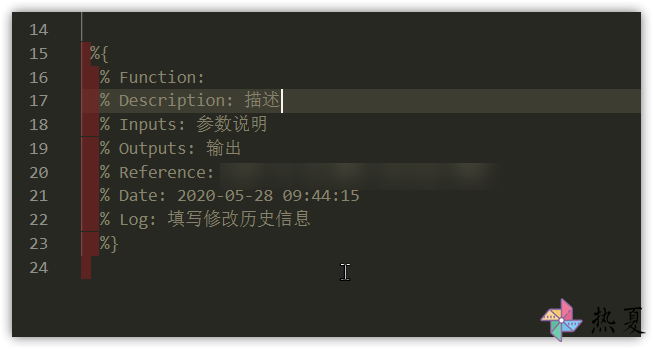 14
15 %{
16 % Function:
17 % Description: 描述
18 % Inputs: 参数说明
19 % Outputs: 输出
20 % Reference:
21 % Date: 2020-05-28 09:44:15
22 % Log: 填写修改历史信息
23 %}
24
热夏